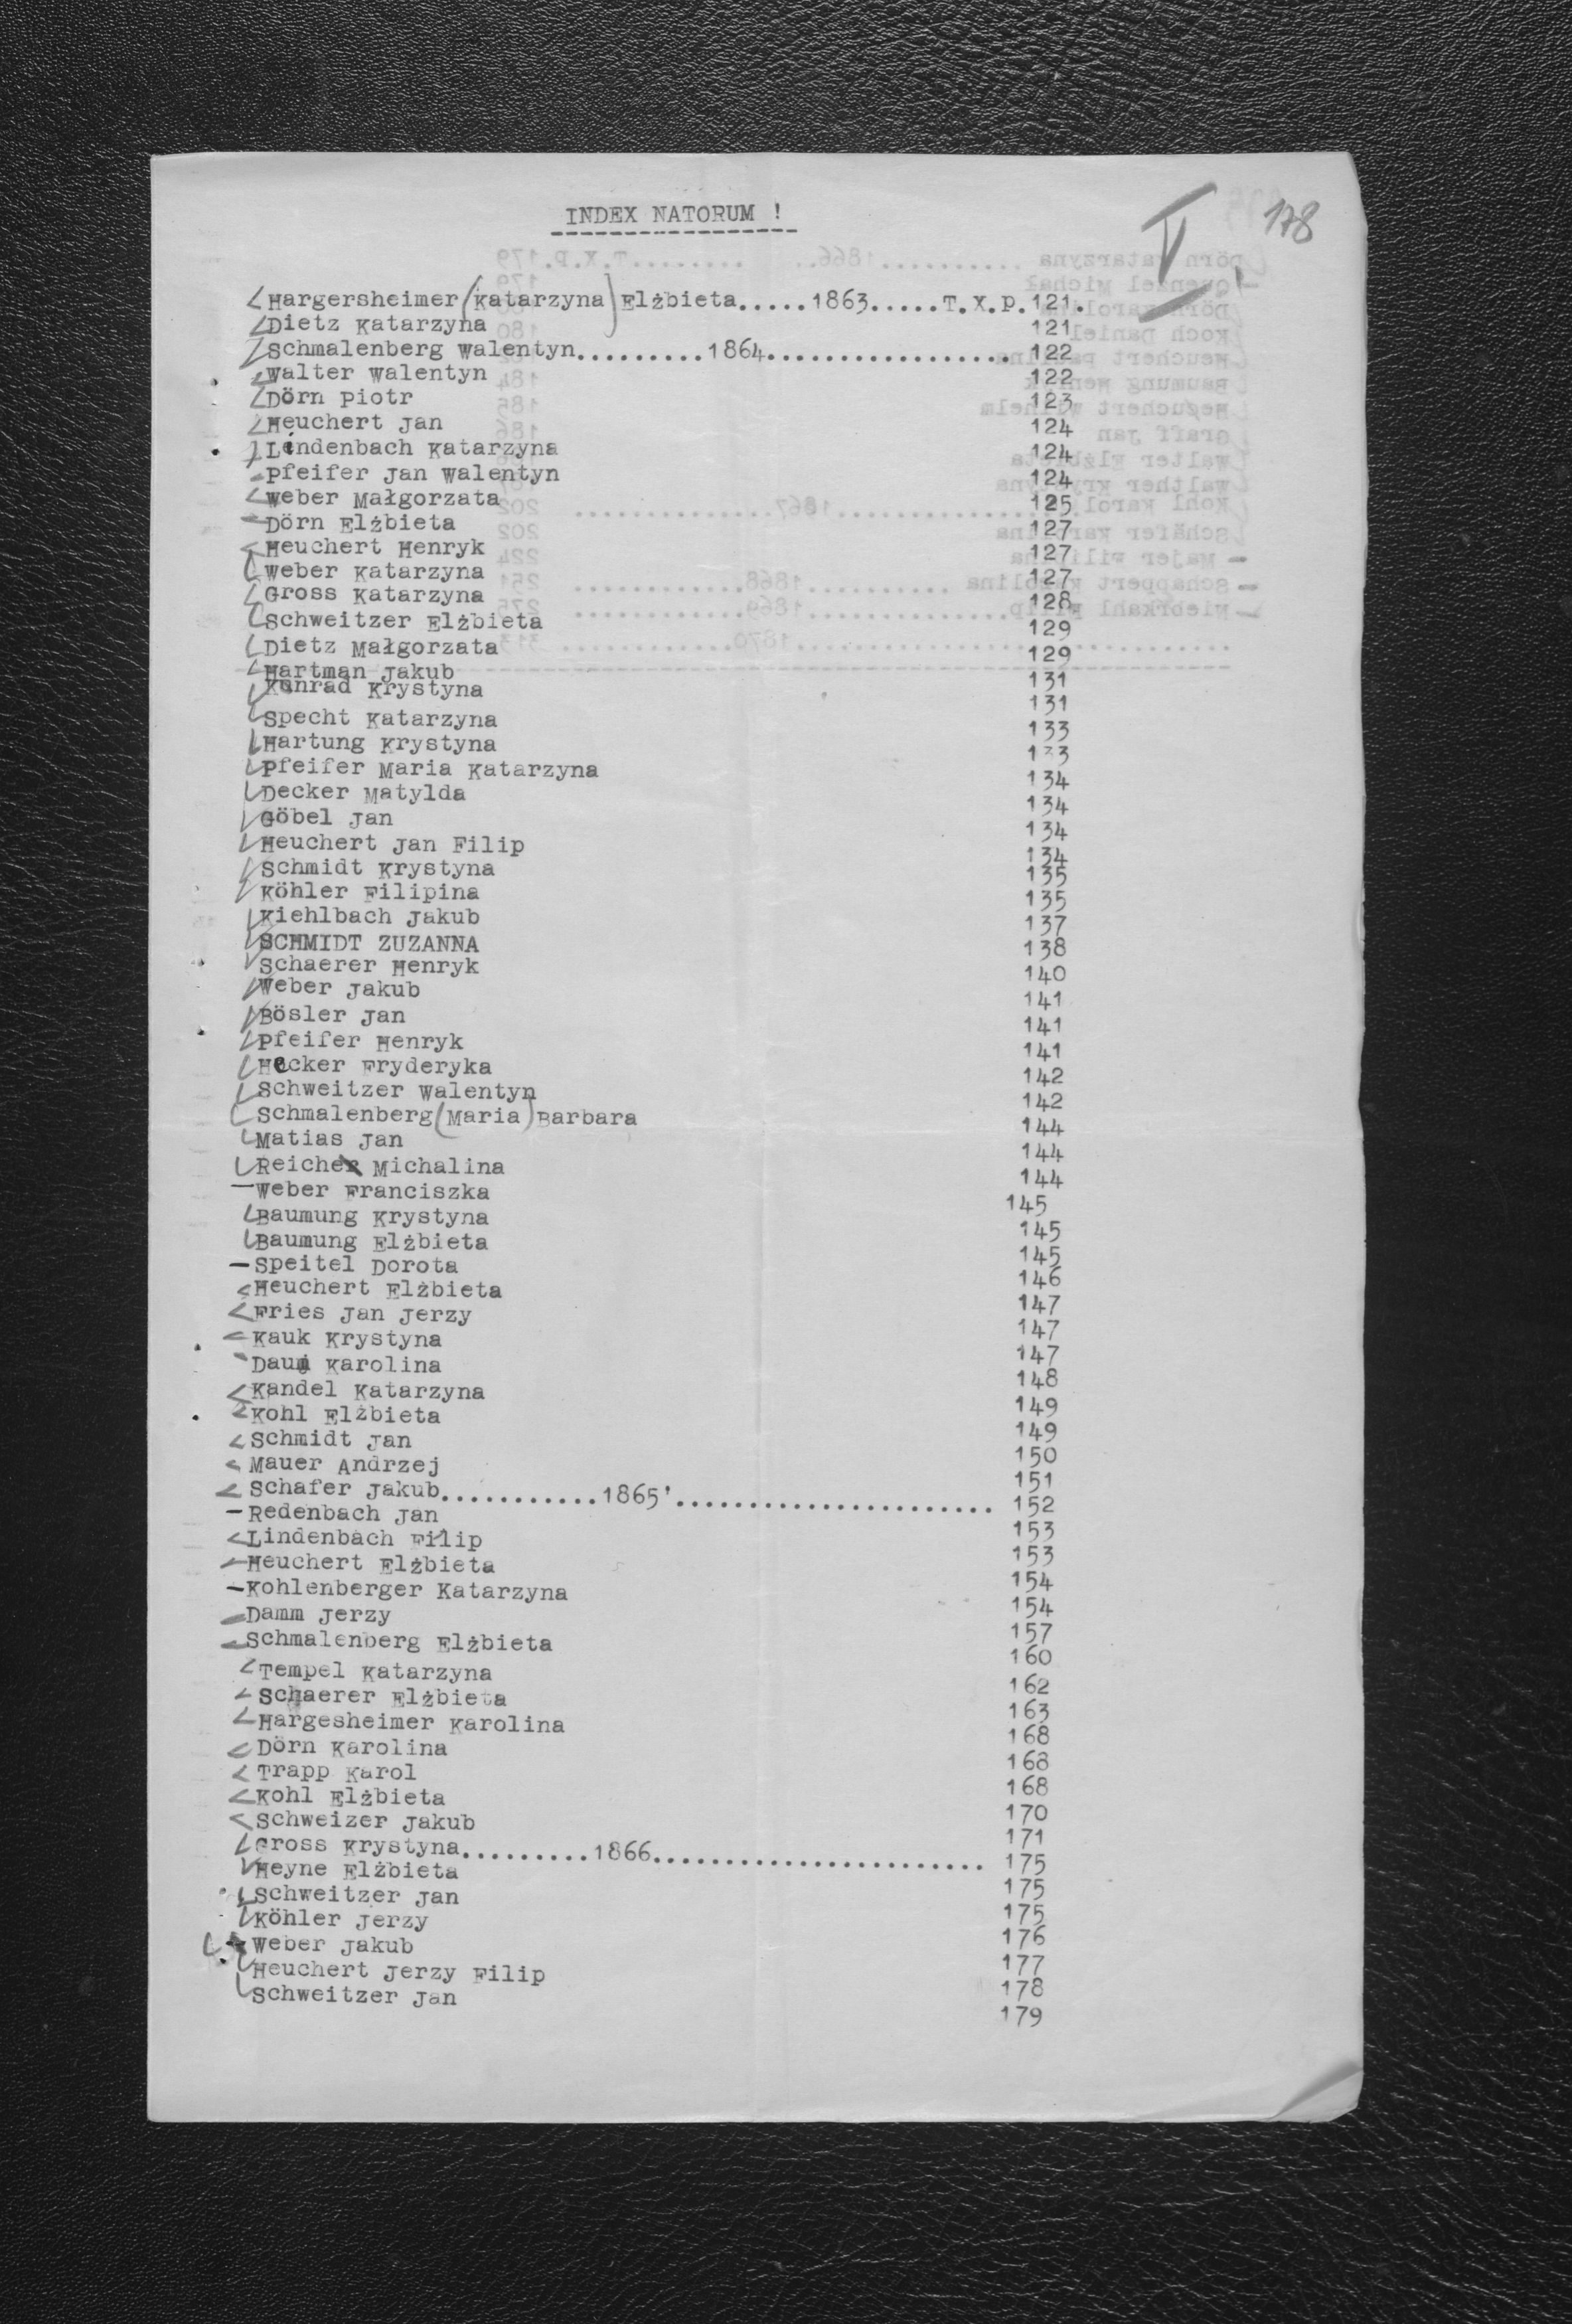 178
INDEX NATORUM !
V
Hargersheimer (Katarzyna) Elżbieta.....1863.....T.X.p.121.
Dietz Katarzyna 121
Schmalenberg Walentyn.........1864................. 122
Walter Walentyn 122
Dörn Piotr 123
Heuchert Jan 124
Lindenbach Katarzyna 124
Pfeifer Jan Walentyn 124
Weber Małgorzata 125
Dörn Elżbieta 127
Heuchert Henryk 127
Weber Katarzyna 127
Gross Katarzyna 128
Schweitzer Elżbieta 129
Dietz Małgorzata 129
Hartman Jakub 131
Kunrad Krystyna 131
Specht Katarzyna 133
Hartung Krystyna 133
Pfeifer Maria Katarzyna 134
Decker Matylda 134
Göbel Jan 134
Heuchert Jan Filip 134
Schmidt Krystyna 135
Köhler Filipina 135
Kiehlbach Jakub 137
SCHMIDT ZUZANNA 138
Schaerer Henryk 140
Weber Jakub 141
Bösler Jan 141
Pfeifer Henryk 141
Hecker Fryderyka 142
Schweitzer Walentyn 142
Schmalenberg (Maria) Barbara 144
Matias Jan 144
Reiche Michalina 144
Weber Franciszka 145
Baumung Krystyna 145
Baumung Elżbieta 145
Speitel Dorota 146
Heuchert Elżbieta 147
Fries Jan Jerzy 147
Kauk Krystyna 147
Karolina 148
Kandel Katarzyna 149
Kohl Elżbieta 149
Schmidt Jan 150
Mauer Andrzej 151
Schafer Jakub...........1865'....................... 152
Redenbach Jan 153
Lindenbach Filip 153
Heuchert Elżbieta 154
Kohlenberger Katarzyna 154
Damm Jerzy 157
Schmalenberg Elżbieta 160
Tempel Katarzyna 162
Schaerer Elżbieta 163
Hargesheimer Karolina 168
Dörn Karolina 168
Trapp Karol 168
Kohl Elżbieta 170
Schweizer Jakub 171
Gross Krystyna.........1866........................ 175
Heyne Elżbieta 175
Schweitzer Jan 175
Köhler Jerzy 176
Weber Jakub 177
Heuchert Jerzy Filip 178
Schweitzer Jan 179